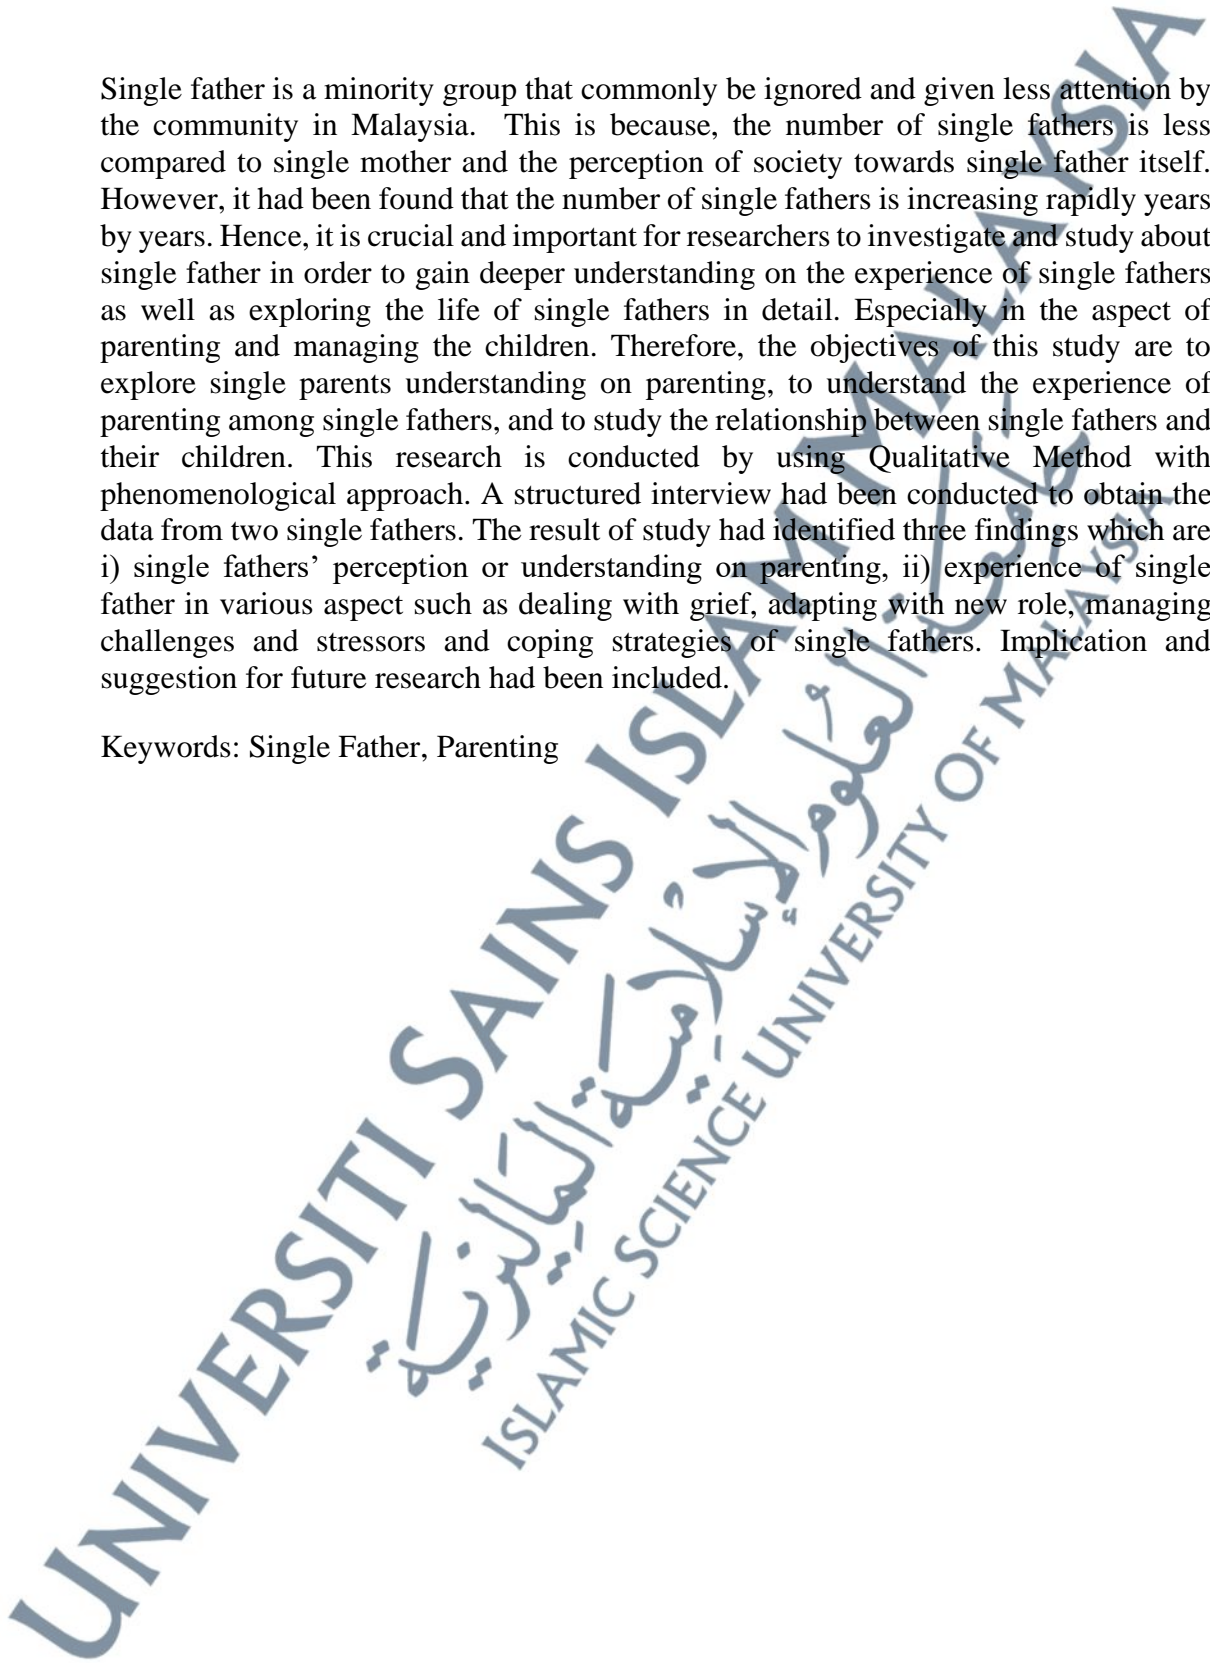 Single father is a minority group that commonly be ignored and given less attention by
the community in Malaysia.  This is because, the number of single fathers is less
compared to single mother and the perception of society towards single father itself.
However, it had been found that the number of single fathers is increasing rapidly years
by years. Hence, it is crucial and important for researchers to investigate and study about
single father in order to gain deeper understanding on the experience of single fathers
as well as exploring the life of single fathers in detail. Especially in the aspect of
parenting and managing the children. Therefore, the objectives of this study are to
explore single parents understanding on parenting, to understand the experience of
parenting among single fathers, and to study the relationship between single fathers and
their children. This research is conducted by using Qualitative Method with
phenomenological approach. A structured interview had been conducted to obtain the
data from two single fathers. The result of study had identified three findings which are
i) single fathers’ perception or understanding on parenting, ii) experience of single
father in various aspect such as dealing with grief, adapting with new role, managing
challenges and stressors and coping strategies of single fathers. Implication and
suggestion for future research had been included.
Keywords: Single Father, Parenting
UNIVERSITI SAINS ISLAM MALAYSIA
جامعة العلوم الإسلامية الماليزية
ISLAMIC SCIENCE UNIVERSITY OF MALAYSIA